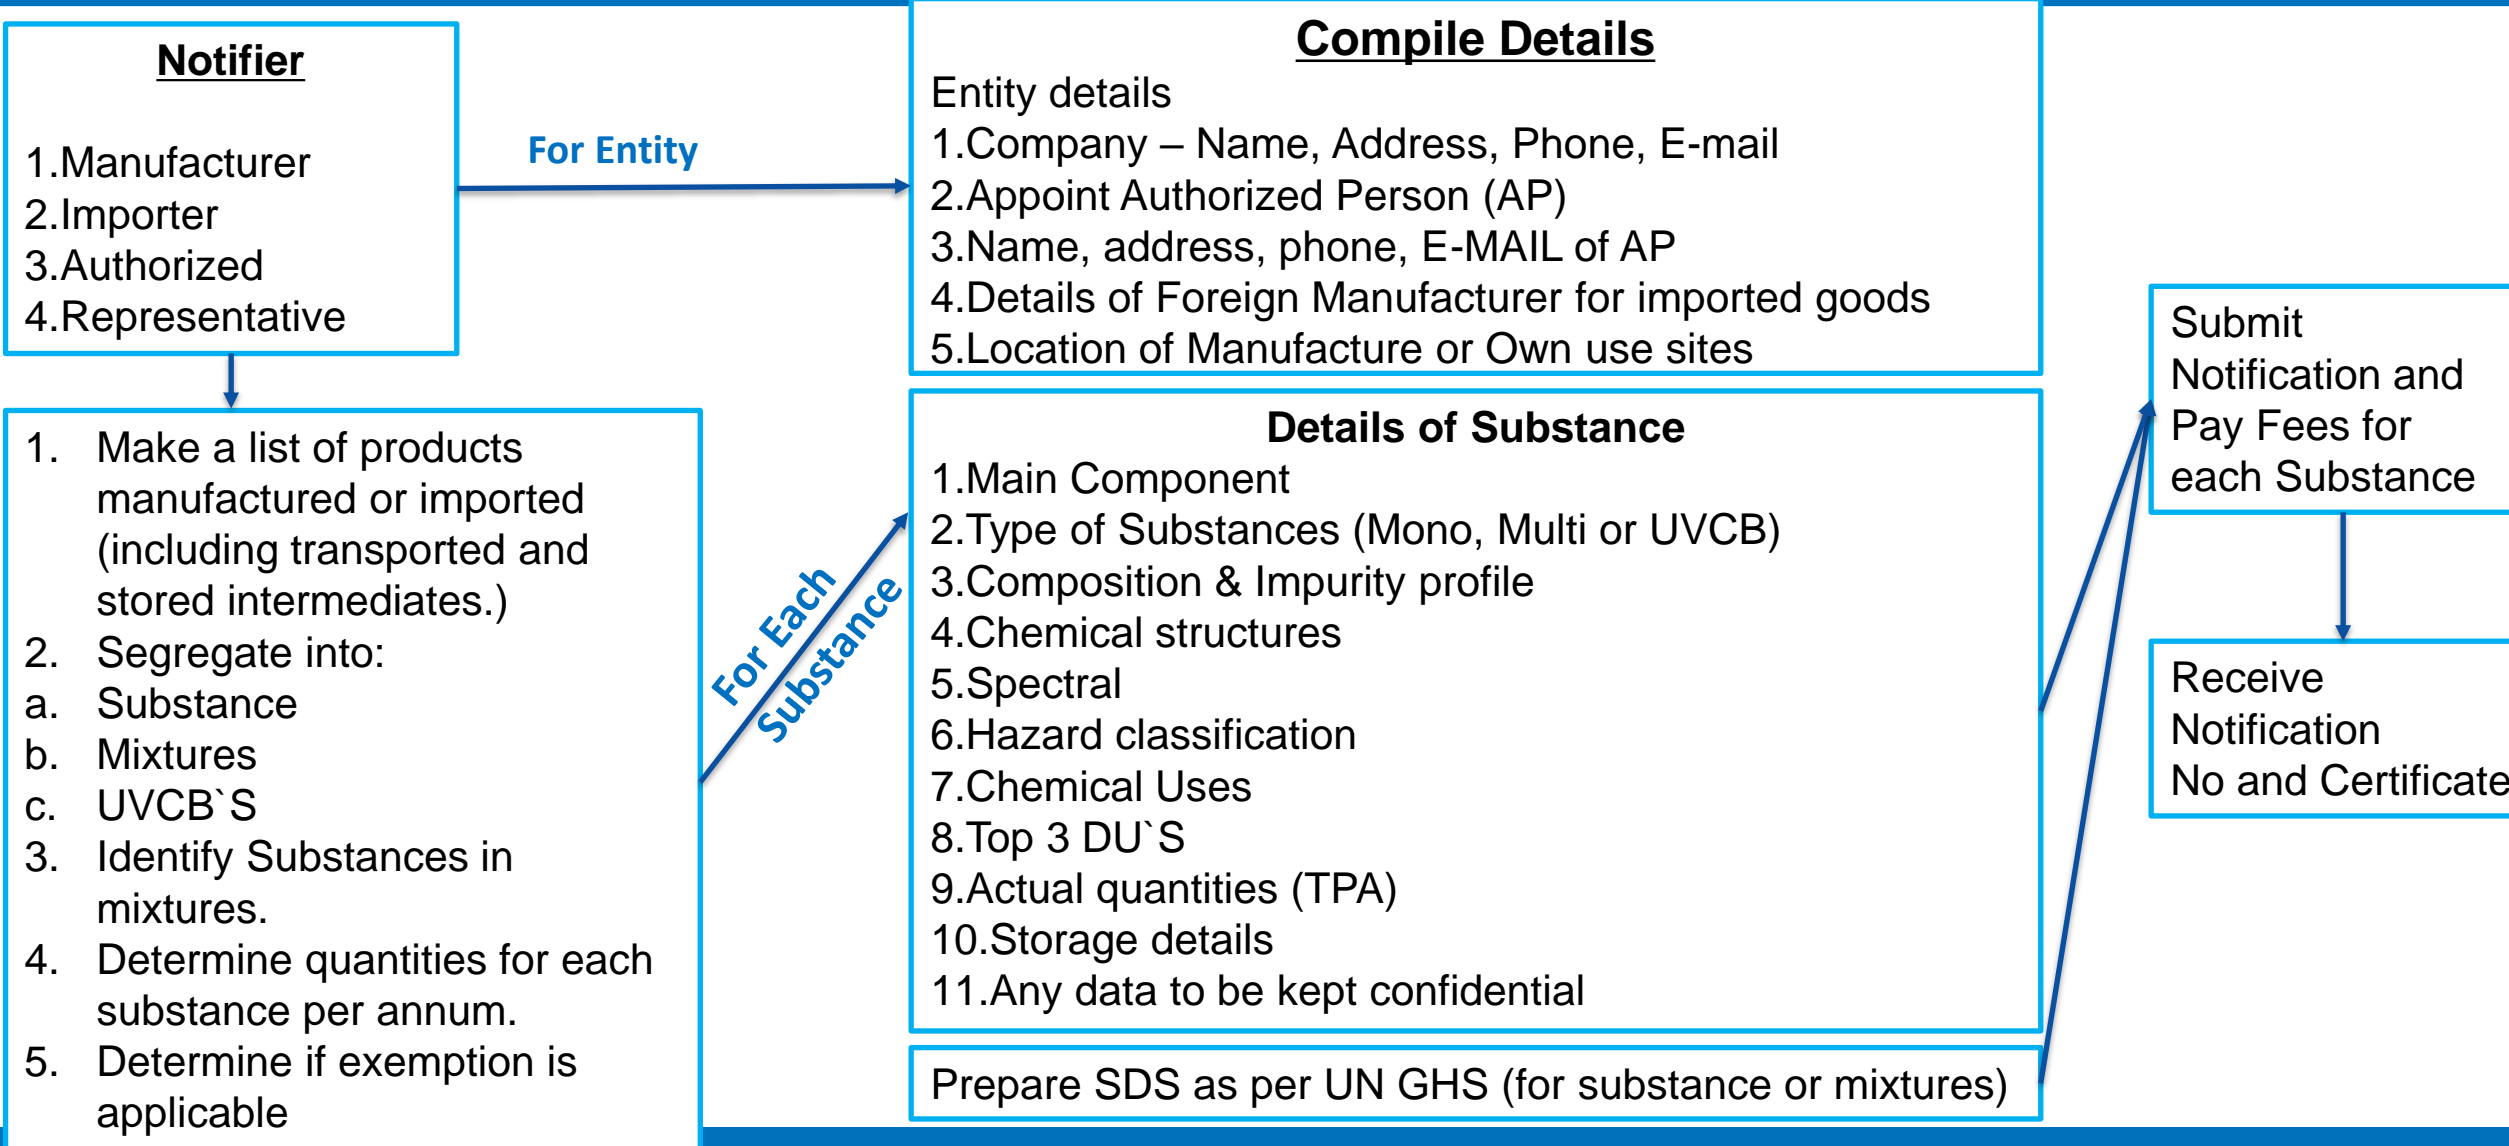 Notifier
1.Manufacturer
2.Importer
3.Authorized
4.Representative
For Entity
Compile Details
Entity details
1.Company – Name, Address, Phone, E-mail
2.Appoint Authorized Person (AP)
3.Name, address, phone, E-MAIL of AP
4.Details of Foreign Manufacturer for imported goods
5.Location of Manufacture or Own use sites
1. Make a list of products
manufactured or imported
(including transported and
stored intermediates.)
2. Segregate into:
a. Substance
b. Mixtures
c. UVCB`S
3. Identify Substances in
mixtures.
4. Determine quantities for each
substance per annum.
5. Determine if exemption is
applicable
For Each
Substance
Details of Substance
1.Main Component
2.Type of Substances (Mono, Multi or UVCB)
3.Composition & Impurity profile
4.Chemical structures
5.Spectral
6.Hazard classification
7.Chemical Uses
8.Top 3 DU`S
9.Actual quantities (TPA)
10.Storage details
11.Any data to be kept confidential
Prepare SDS as per UN GHS (for substance or mixtures)
Submit
Notification and
Pay Fees for
each Substance
Receive
Notification
No and Certificate